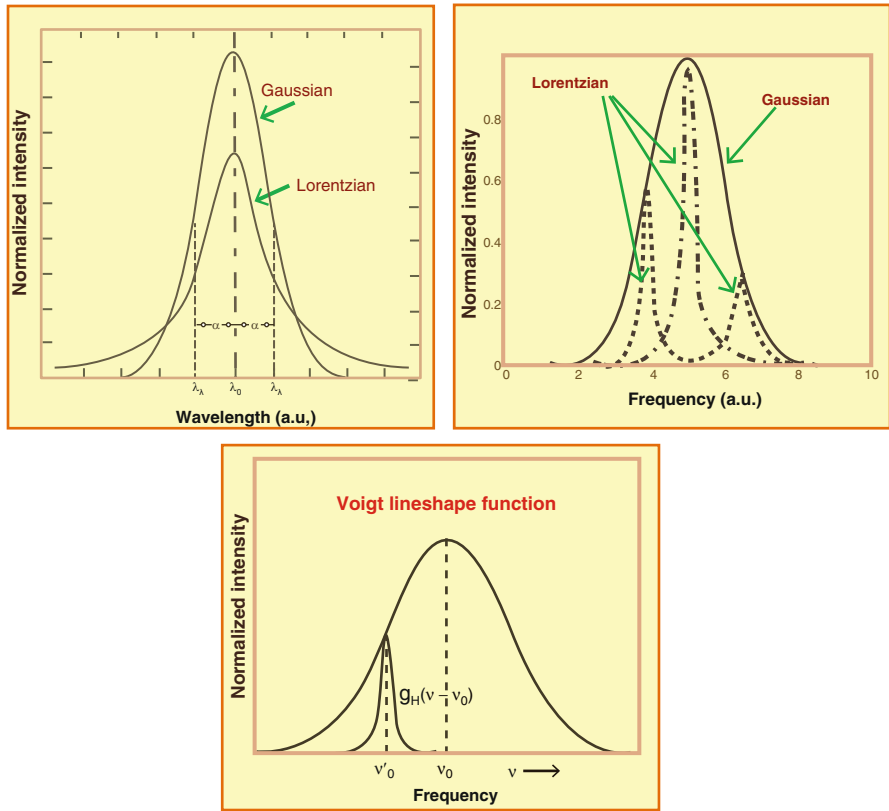 Gaussian
Lorentzian
Normalized intensity
α α
λ-λ λ0 λλ
Wavelength (a.u,)
Lorentzian
Gaussian
Normalized intensity
0.8
0.6
0.4
0.2
0
0 2 4 6 8 10
Frequency (a.u.)
Voigt lineshape function
Normalized intensity
gH(ν – ν0)
ν'0 ν0 ν
Frequency